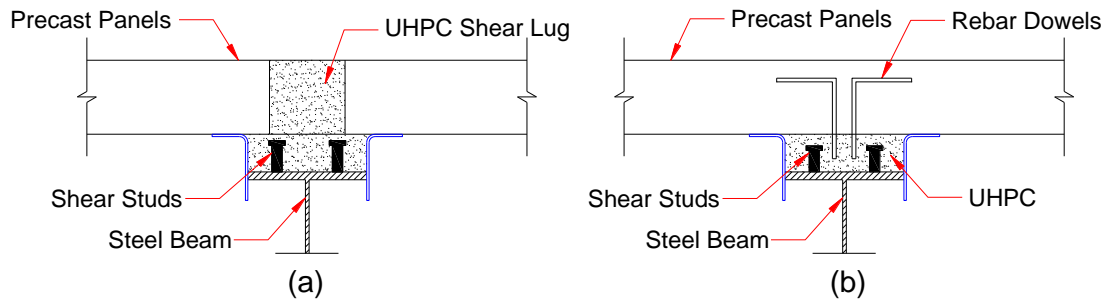 Precast Panels
UHPC Shear Lug
Shear Studs
Steel Beam
(a)
Precast Panels
Rebar Dowels
Shear Studs
UHPC
Steel Beam
(b)